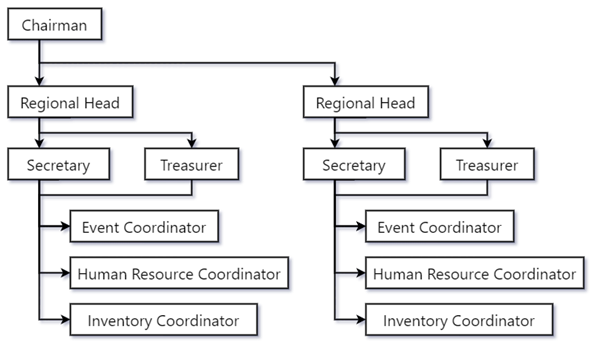 Chairman
Regional Head
Regional Head
Secretary
Treasurer
Secretary
Treasurer
Event Coordinator
Event Coordinator
Human Resource Coordinator
Human Resource Coordinator
Inventory Coordinator
Inventory Coordinator